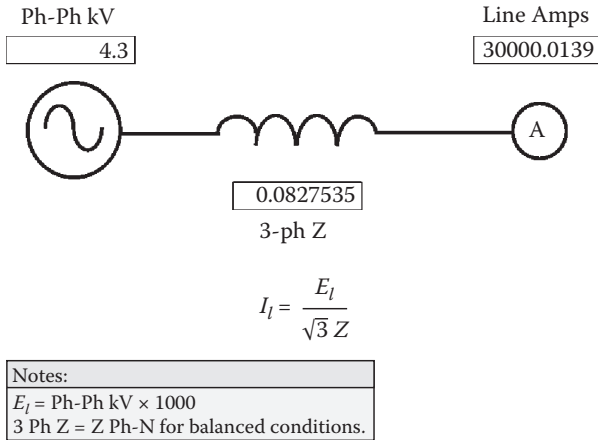 Ph-Ph kV
Line Amps
4.3
30000.0139
A
0.0827535
3-ph Z
I_l = E_l / √3 Z
Notes:
E_l = Ph-Ph kV × 1000
3 Ph Z = Z Ph-N for balanced conditions.